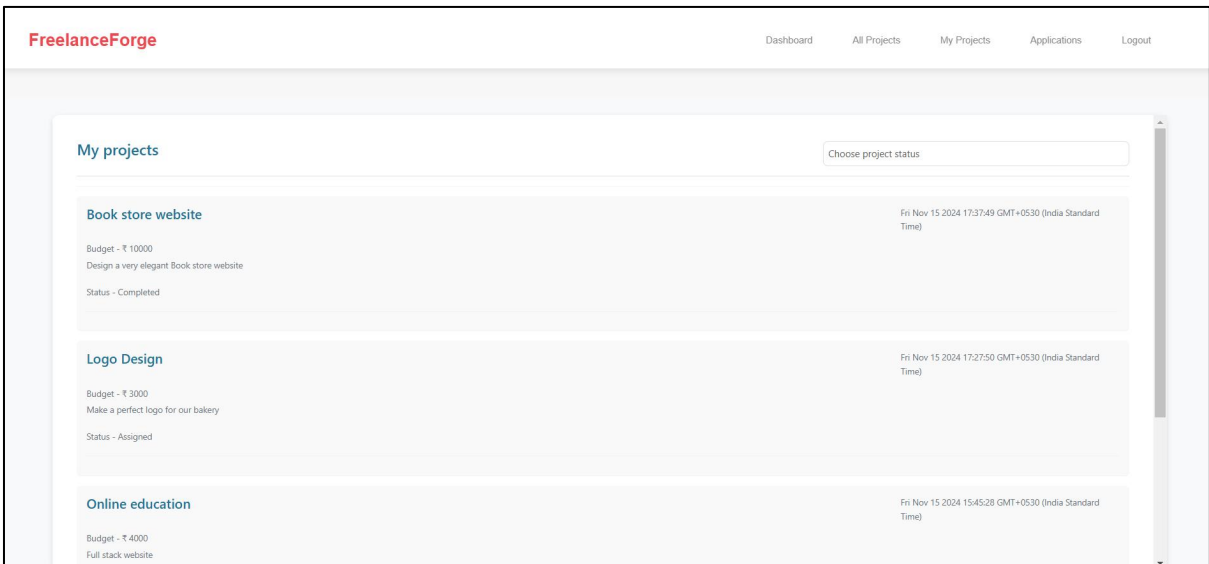 FreelanceForge
Dashboard
All Projects
My Projects
Applications
Logout
My projects
Choose project status
Book store website
Fri Nov 15 2024 17:37:49 GMT+0530 (India Standard
Time)
Budget - ₹ 10000
Design a very elegant Book store website
Status - Completed
Logo Design
Fri Nov 15 2024 17:27:50 GMT+0530 (India Standard
Time)
Budget - ₹ 3000
Make a perfect logo for our bakery
Status - Assigned
Online education
Fri Nov 15 2024 15:45:28 GMT+0530 (India Standard
Time)
Budget - ₹ 4000
Full stack website